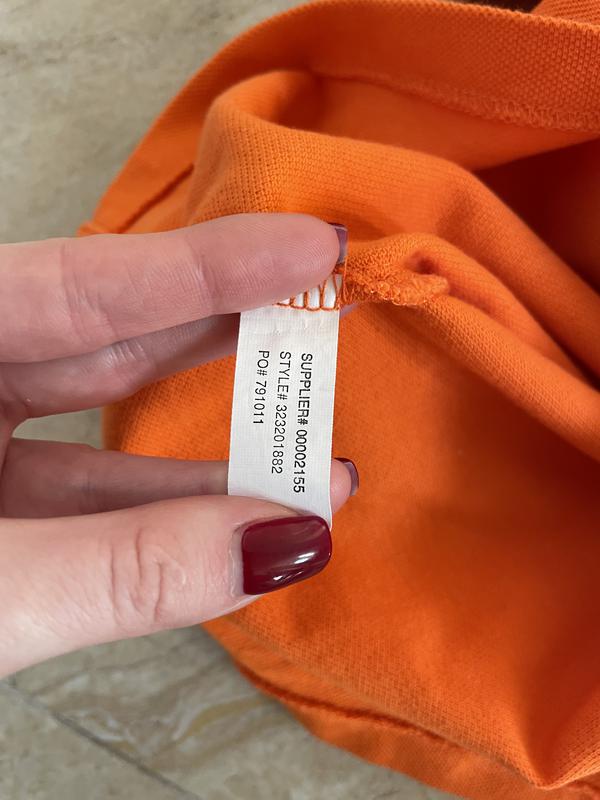 SUPPLIER# 00002155
STYLE# 323201882
PO# 791011